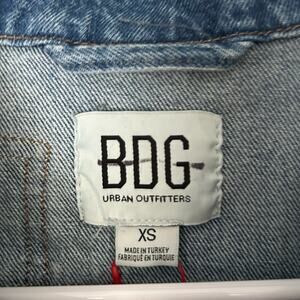 BDG
URBAN OUTFITTERS
XS
MADE IN TURKEY
FABRIQUÉ EN TURQUIE